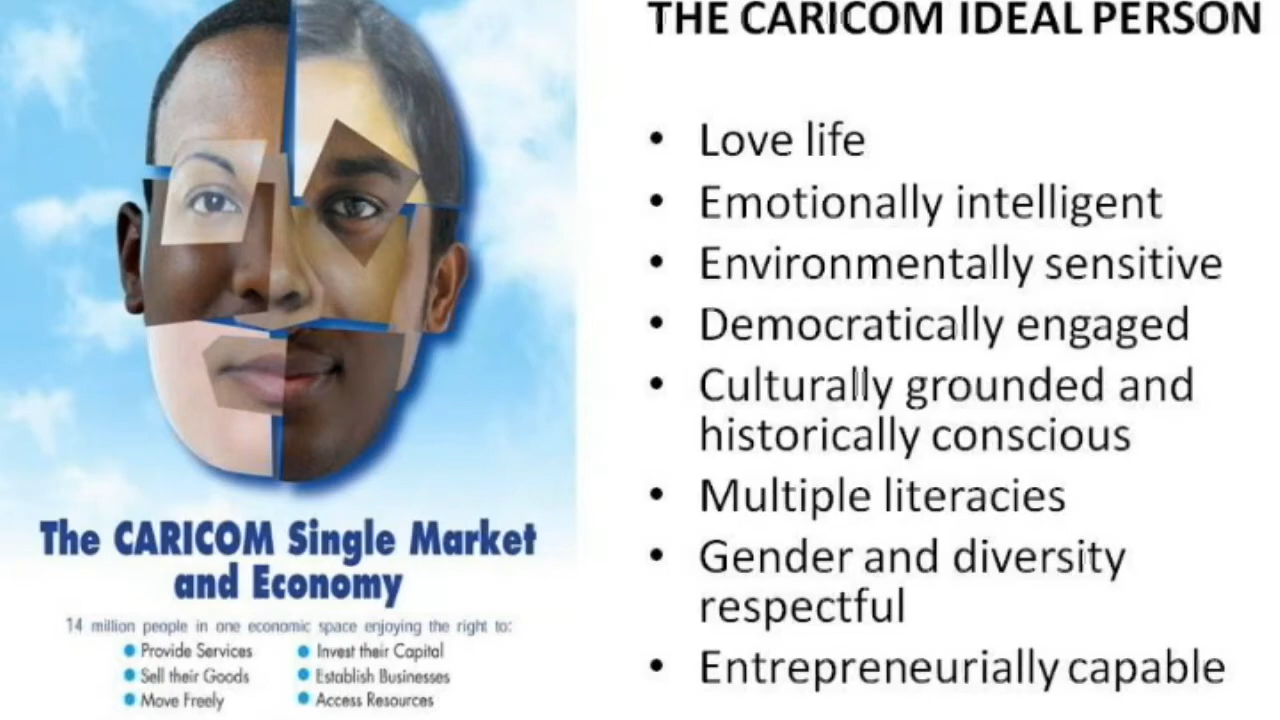 THE CARICOM IDEAL PERSON
• Love life
• Emotionally intelligent
• Environmentally sensitive
• Democratically engaged
• Culturally grounded and
historically conscious
• Multiple literacies
• Gender and diversity
respectful
• Entrepreneurially capable
The CARICOM Single Market
and Economy
14 million people in one economic space enjoying the right to:
• Provide Services
• Sell their Goods
• Move Freely
• Invest their Capital
• Establish Businesses
• Access Resources